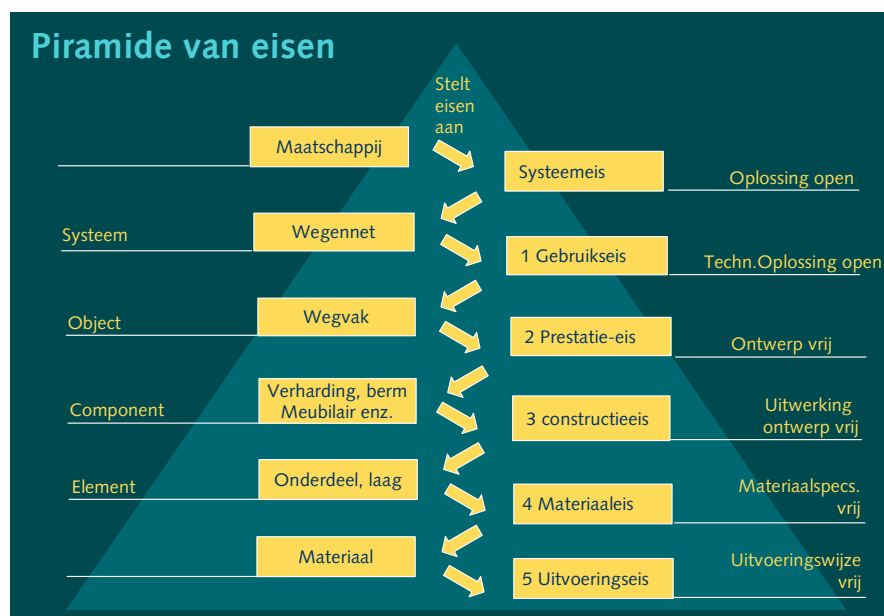 Piramide van eisen
Stelt
eisen
aan
Maatschappij
Systeemeis
Oplossing open
Systeem
Wegennet
1 Gebruikseis
Techn.Oplossing open
Object
Wegvak
2 Prestatie-eis
Ontwerp vrij
Component
Verharding, berm
Meubilair enz.
3 constructieeis
Uitwerking
ontwerp vrij
Element
Onderdeel, laag
4 Materiaaleis
Materiaalspecs.
vrij
Materiaal
5 Uitvoeringseis
Uitvoeringswijze
vrij